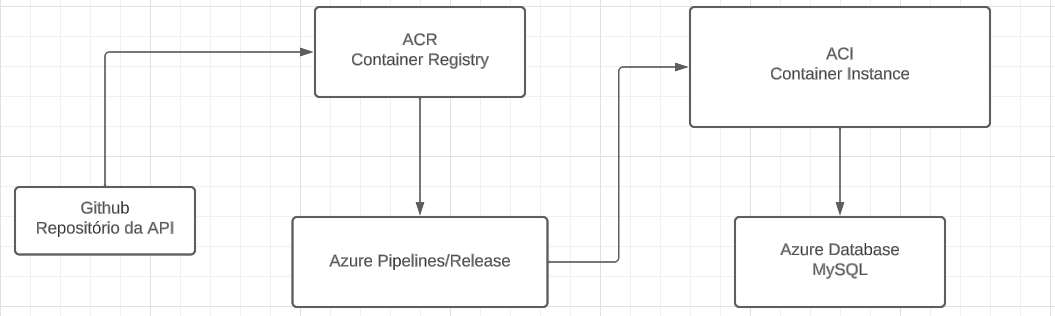 ACR
Container Registry
ACI
Container Instance
Github
Repositório da API
Azure Pipelines/Release
Azure Database
MySQL